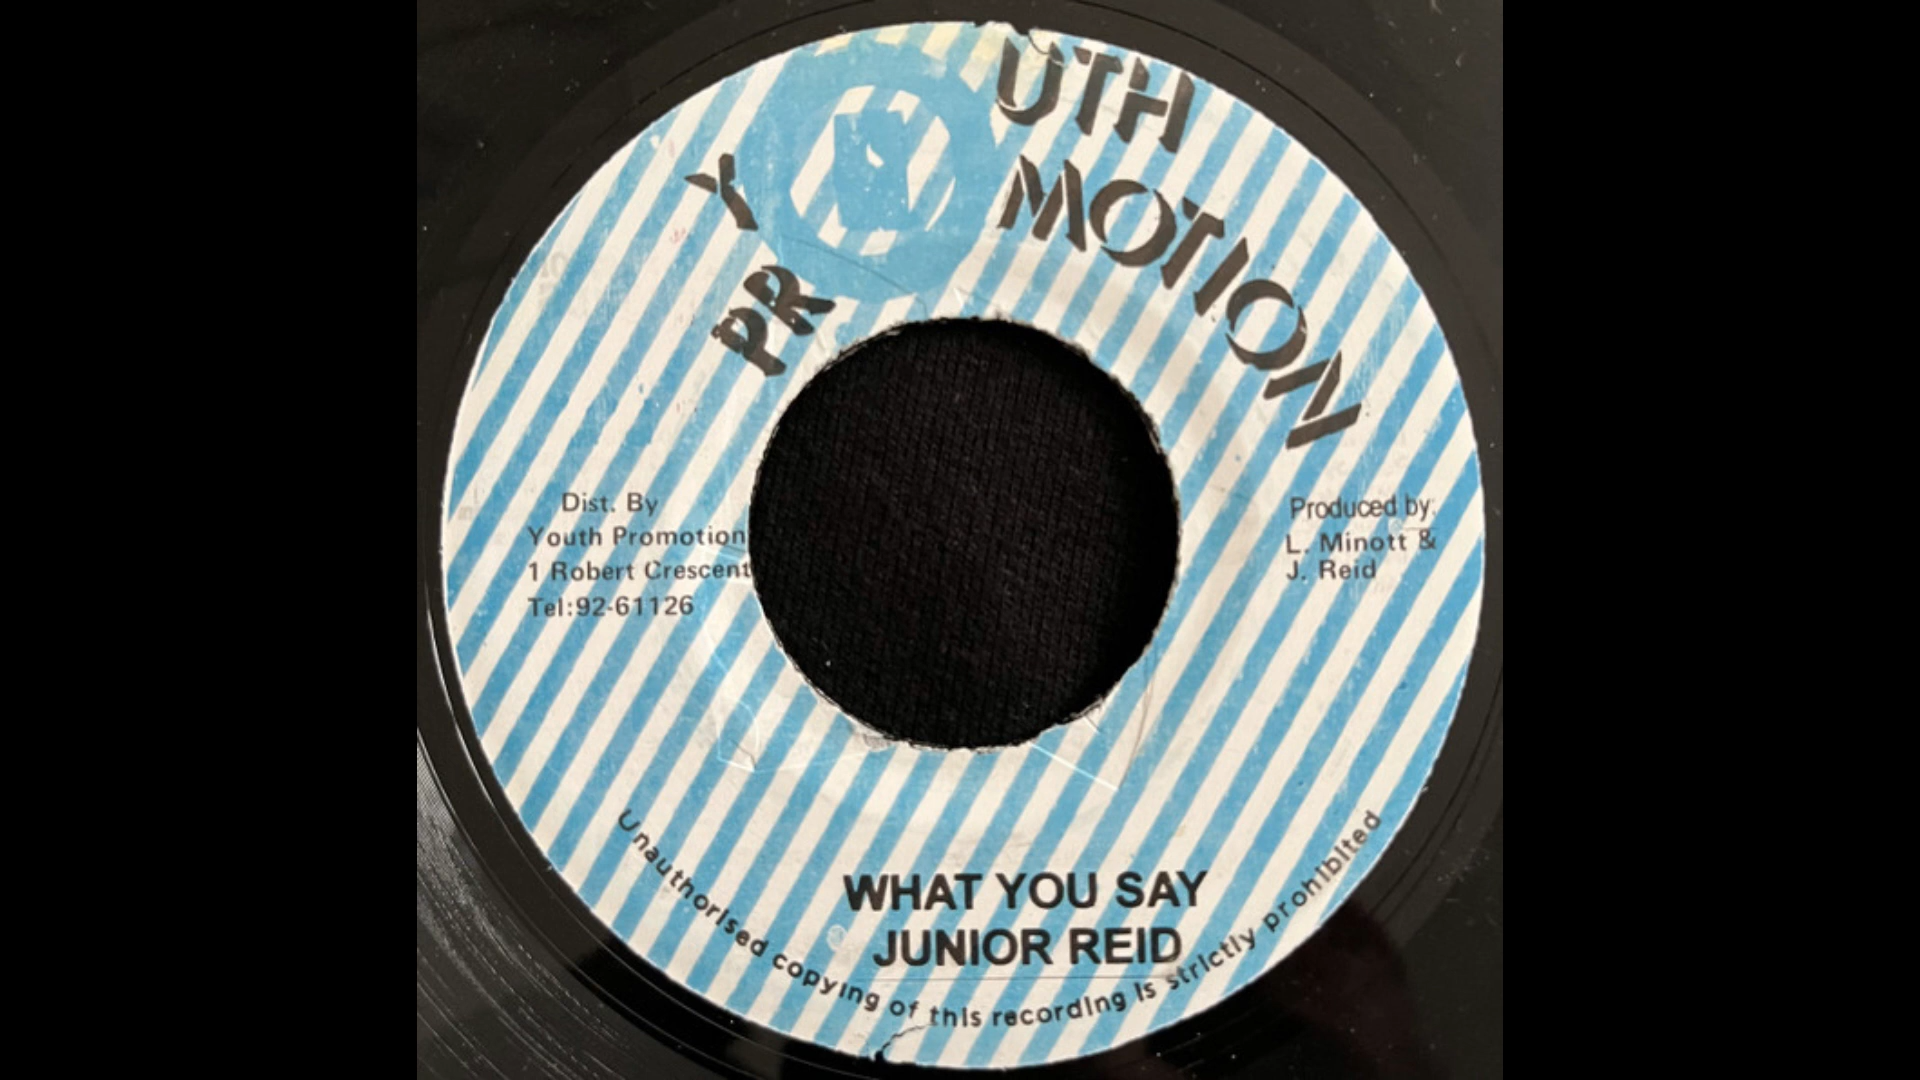 Y UTH
PR MOTION
Dist. By
Youth Promotion
1 Robert Crescent
Tel:92-61126
Produced by:
L. Minott &
J. Reid
WHAT YOU SAY
JUNIOR REID
Unauthorised copying of this recording is strictly prohibited